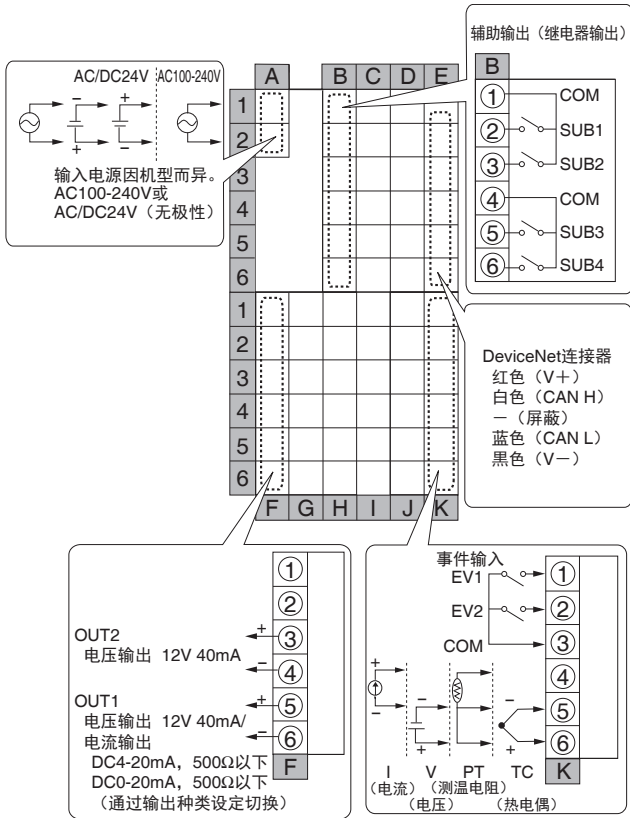 AC/DC24V AC100-240V
－ ＋
＋ －
输入电源因机型而异。
AC100-240V或
AC/DC24V（无极性）
A B C D E
1
2
3
4
5
6
1
2
3
4
5
6
F G H I J K
辅助输出（继电器输出）
B
① COM
② SUB1
③ SUB2
④ COM
⑤ SUB3
⑥ SUB4
DeviceNet连接器
红色（V＋）
白色（CAN H）
－（屏蔽）
蓝色（CAN L）
黑色（V－）
①
②
OUT2 ＋ ③
电压输出 12V 40mA － ④
OUT1 ＋ ⑤
电压输出 12V 40mA/ － ⑥
电流输出
DC4-20mA，500Ω以下 F
DC0-20mA，500Ω以下
（通过输出种类设定切换）
事件输入
EV1 ①
EV2 ②
COM ③
④
＋ － － ⑤
－ ＋ ＋ ⑥
I V PT TC K
（电流） （测温电阻）
（电压） （热电偶）